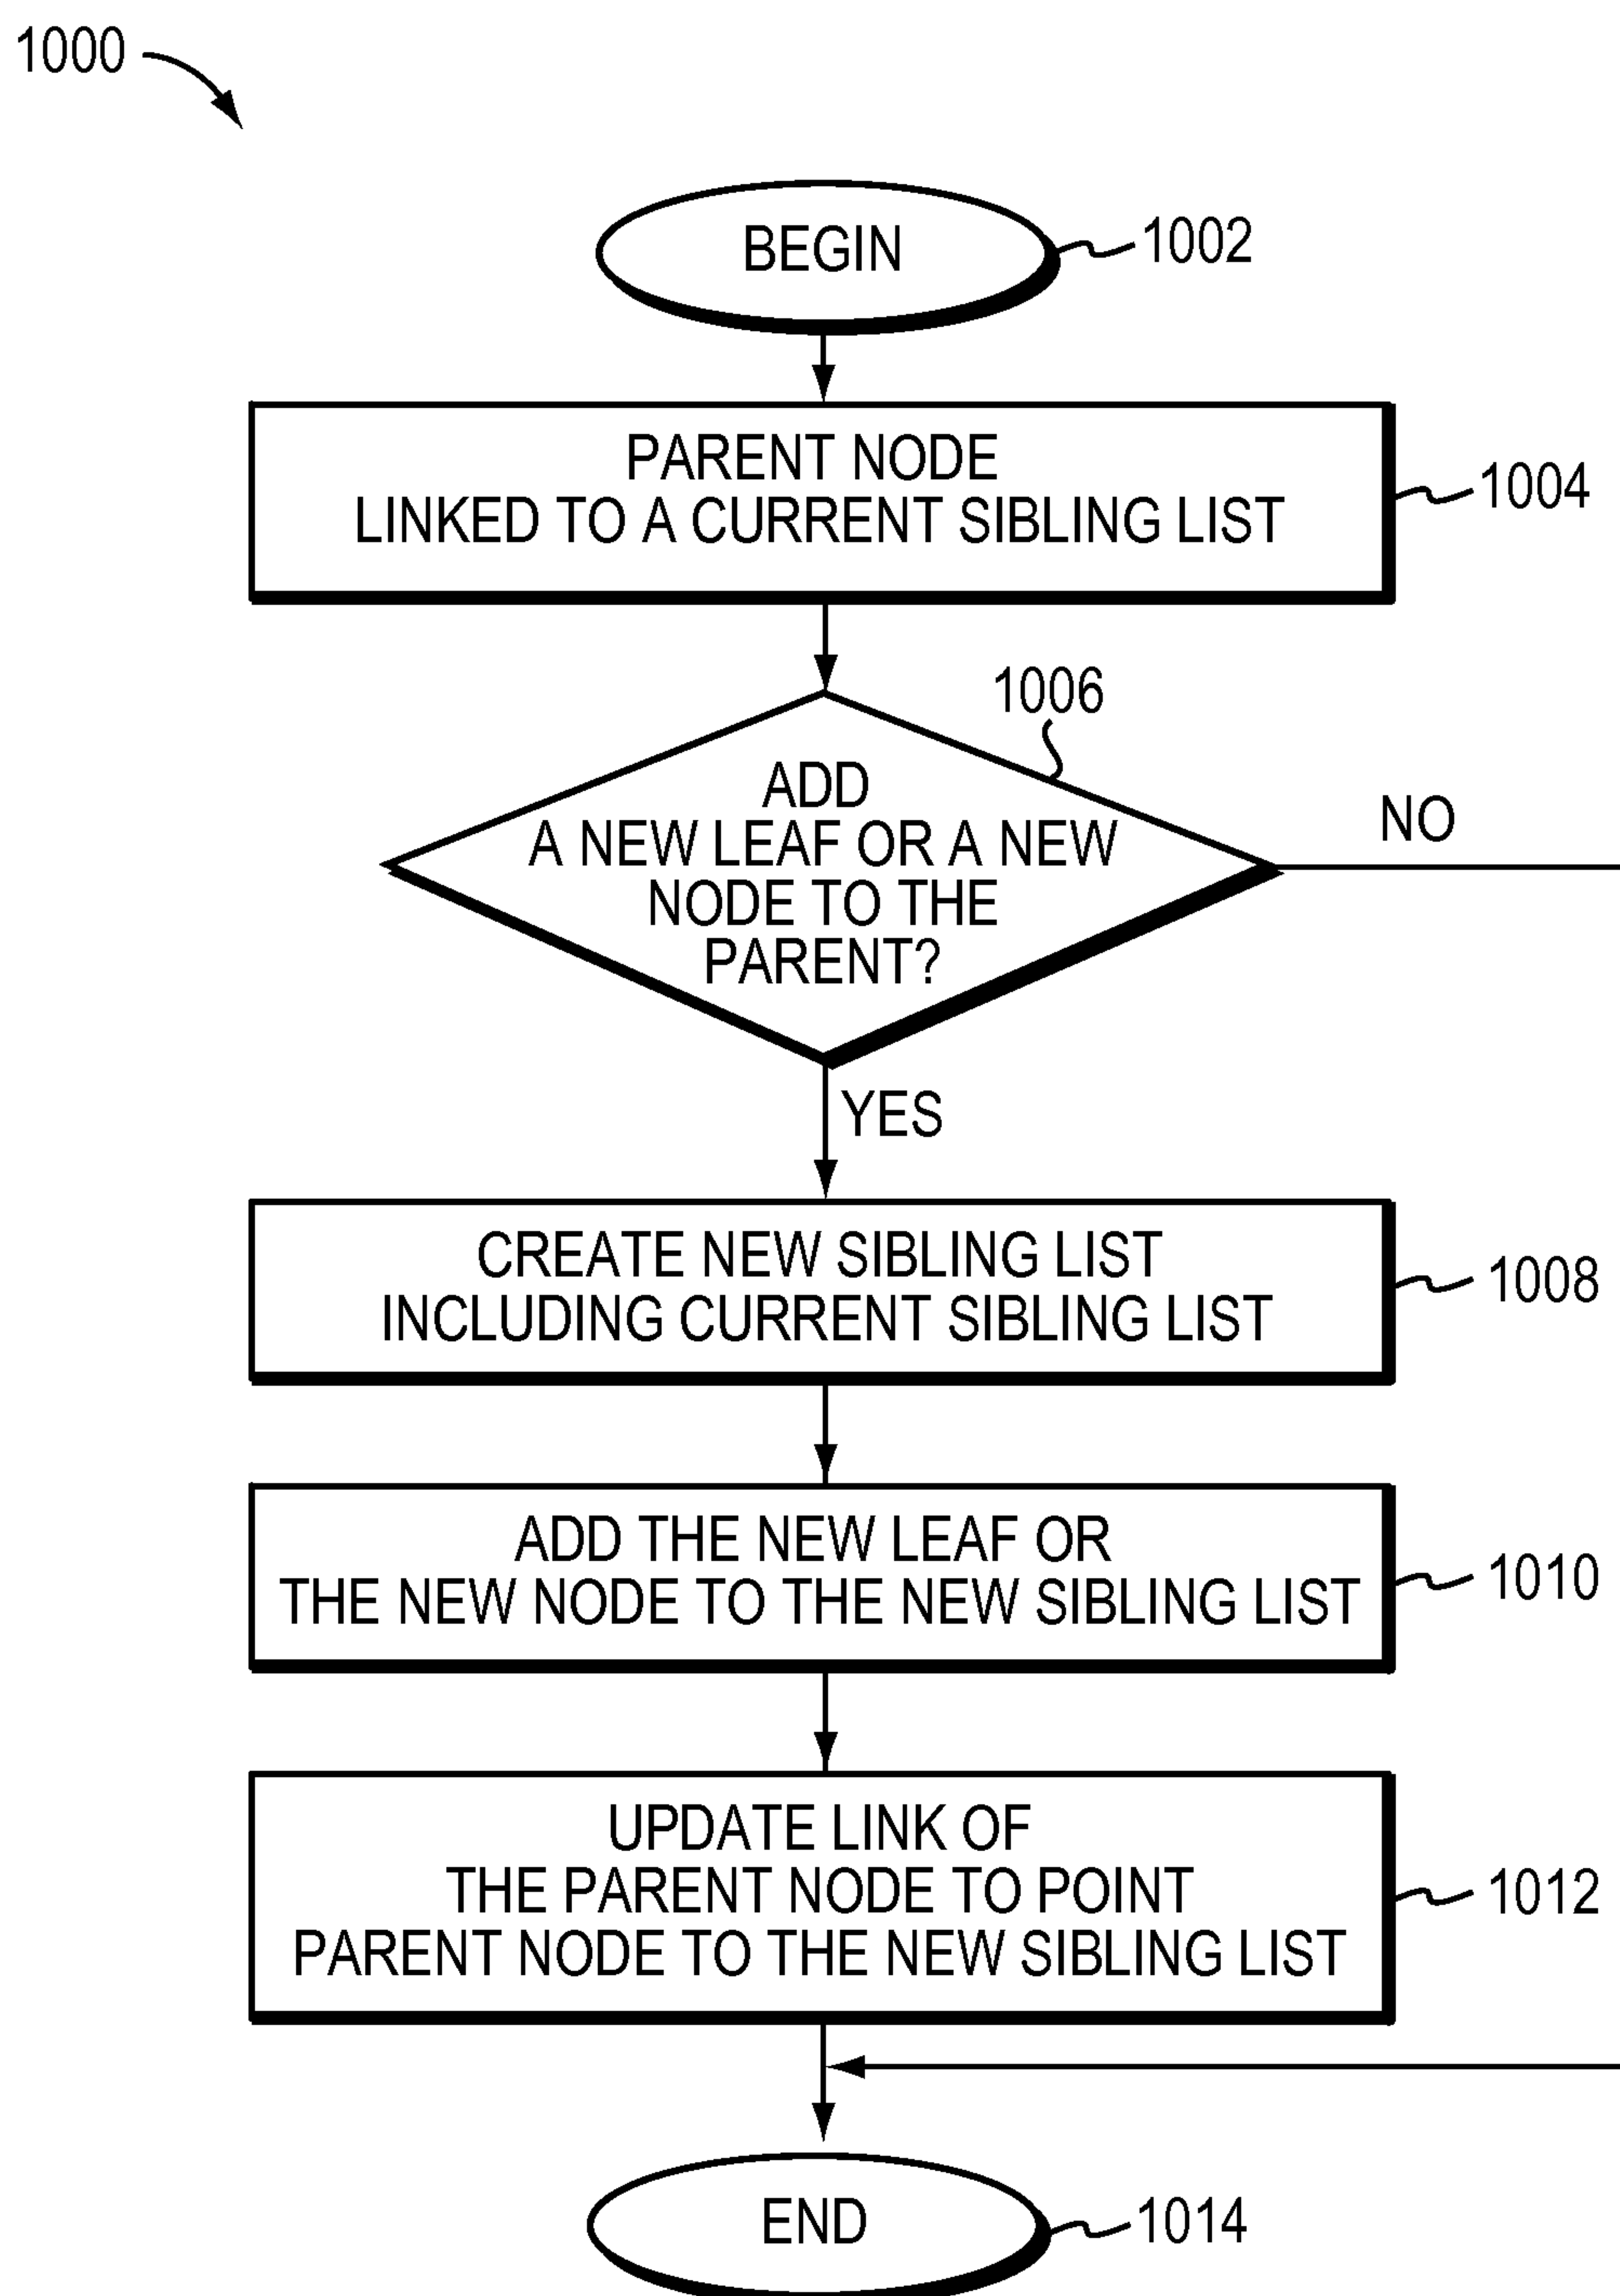 1000
BEGIN
1002
PARENT NODE
LINKED TO A CURRENT SIBLING LIST
1004
1006
ADD
A NEW LEAF OR A NEW
NODE TO THE
PARENT?
NO
YES
CREATE NEW SIBLING LIST
INCLUDING CURRENT SIBLING LIST
1008
ADD THE NEW LEAF OR
THE NEW NODE TO THE NEW SIBLING LIST
1010
UPDATE LINK OF
THE PARENT NODE TO POINT
PARENT NODE TO THE NEW SIBLING LIST
1012
END
1014